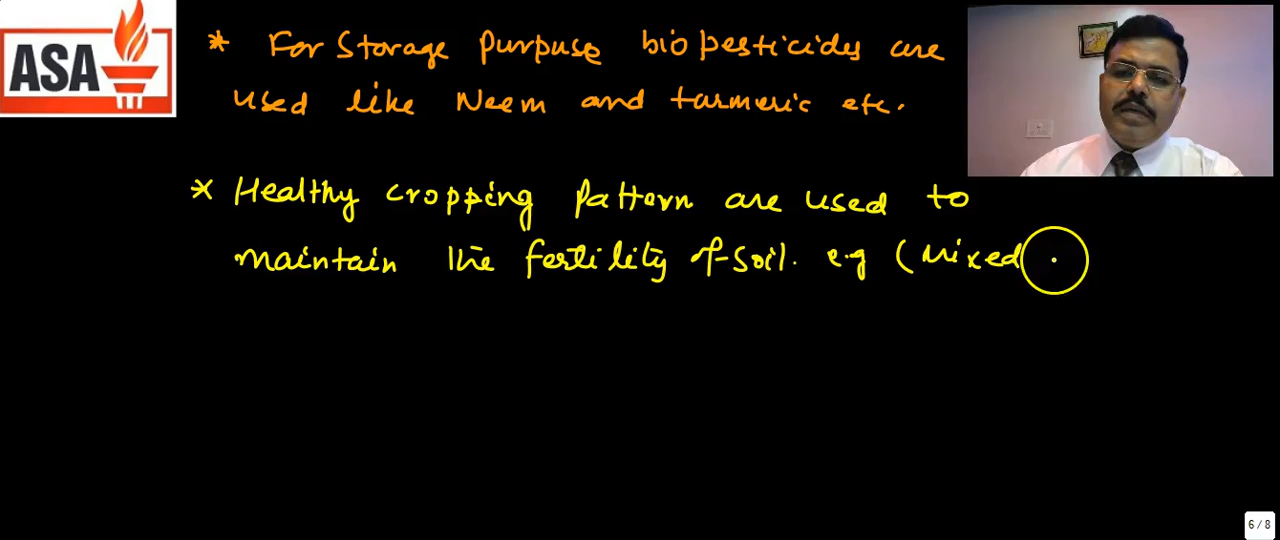 ASA
* For Storage purpuse biopesticides are
used like Neem and turmeric etc.
* Healthy cropping pattern are used to
maintain the fertility of soil. e.g (Mixed
6/8